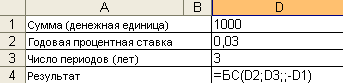 A B D
1 Сумма (денежная единица) 1000
2 Годовая процентная ставка 0,03
3 Число периодов (лет) 3
4 Результат =БС(D2;D3;;-D1)